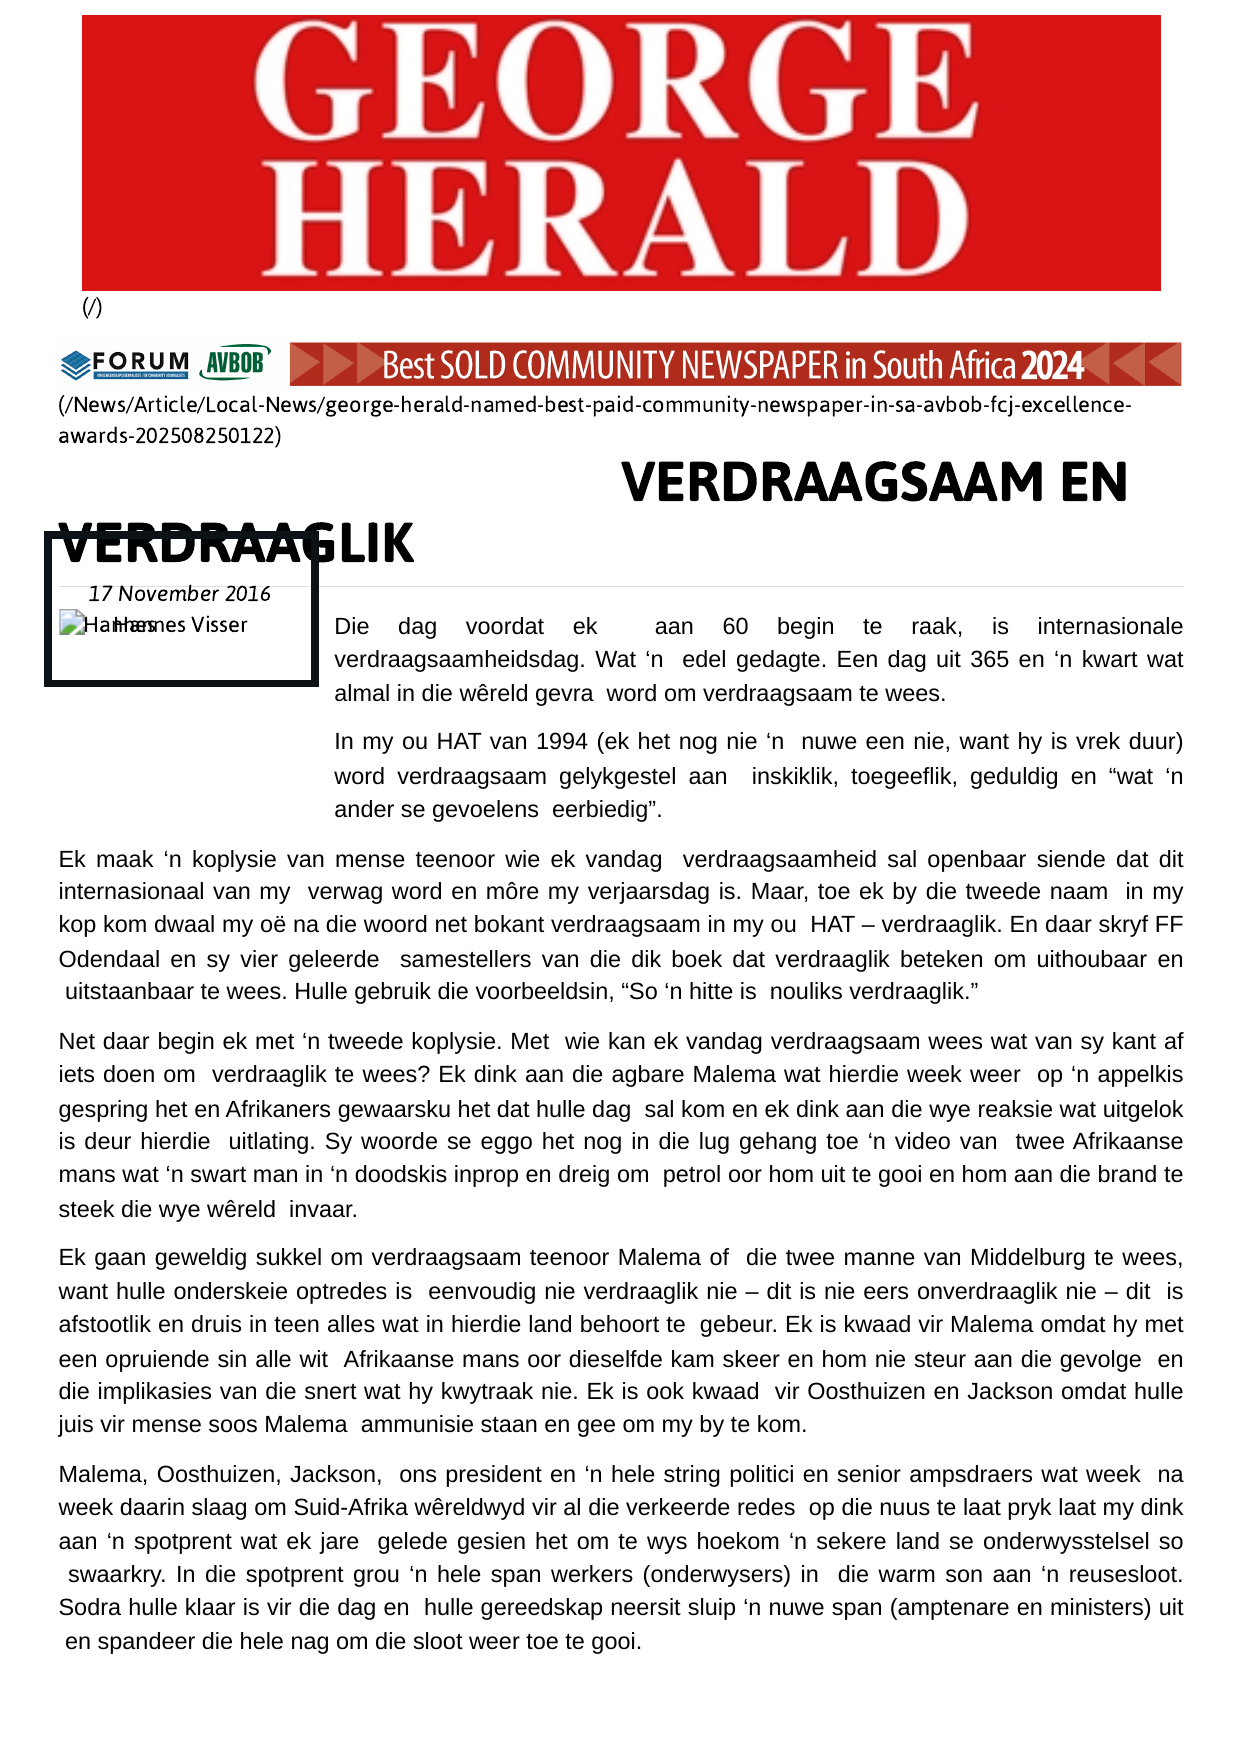 GEORGE
HERALD
(/)
FORUM AVBOB Best SOLD COMMUNITY NEWSPAPER in South Africa 2024
(/News/Article/Local-News/george-herald-named-best-paid-community-newspaper-in-sa-avbob-fcj-excellence-
awards-202508250122)
VERDRAAGSAAM EN
VERDRAAGLIK
17 November 2016
Hannes Hannes Visser
Die dag voordat ek aan 60 begin te raak, is internasionale
verdraagsaamheidsdag. Wat ‘n edel gedagte. Een dag uit 365 en ‘n kwart wat
almal in die wêreld gevra word om verdraagsaam te wees.
In my ou HAT van 1994 (ek het nog nie ‘n nuwe een nie, want hy is vrek duur)
word verdraagsaam gelykgestel aan inskiklik, toegeeflik, geduldig en “wat ‘n
ander se gevoelens eerbiedig”.
Ek maak ‘n koplysie van mense teenoor wie ek vandag verdraagsaamheid sal openbaar siende dat dit
internasionaal van my verwag word en môre my verjaarsdag is. Maar, toe ek by die tweede naam in my
kop kom dwaal my oë na die woord net bokant verdraagsaam in my ou HAT – verdraaglik. En daar skryf FF
Odendaal en sy vier geleerde samestellers van die dik boek dat verdraaglik beteken om uithoubaar en
uitstaanbaar te wees. Hulle gebruik die voorbeeldsin, “So ‘n hitte is nouliks verdraaglik.”
Net daar begin ek met ‘n tweede koplysie. Met wie kan ek vandag verdraagsaam wees wat van sy kant af
iets doen om verdraaglik te wees? Ek dink aan die agbare Malema wat hierdie week weer op ‘n appelkis
gespring het en Afrikaners gewaarsku het dat hulle dag sal kom en ek dink aan die wye reaksie wat uitgelok
is deur hierdie uitlating. Sy woorde se eggo het nog in die lug gehang toe ‘n video van twee Afrikaanse
mans wat ‘n swart man in ‘n doodskis inprop en dreig om petrol oor hom uit te gooi en hom aan die brand te
steek die wye wêreld invaar.
Ek gaan geweldig sukkel om verdraagsaam teenoor Malema of die twee manne van Middelburg te wees,
want hulle onderskeie optredes is eenvoudig nie verdraaglik nie – dit is nie eers onverdraaglik nie – dit is
afstootlik en druis in teen alles wat in hierdie land behoort te gebeur. Ek is kwaad vir Malema omdat hy met
een opruiende sin alle wit Afrikaanse mans oor dieselfde kam skeer en hom nie steur aan die gevolge en
die implikasies van die snert wat hy kwytraak nie. Ek is ook kwaad vir Oosthuizen en Jackson omdat hulle
juis vir mense soos Malema ammunisie staan en gee om my by te kom.
Malema, Oosthuizen, Jackson, ons president en ‘n hele string politici en senior ampsdraers wat week na
week daarin slaag om Suid-Afrika wêreldwyd vir al die verkeerde redes op die nuus te laat pryk laat my dink
aan ‘n spotprent wat ek jare gelede gesien het om te wys hoekom ‘n sekere land se onderwysstelsel so
swaarkry. In die spotprent grou ‘n hele span werkers (onderwysers) in die warm son aan ‘n reusesloot.
Sodra hulle klaar is vir die dag en hulle gereedskap neersit sluip ‘n nuwe span (amptenare en ministers) uit
en spandeer die hele nag om die sloot weer toe te gooi.